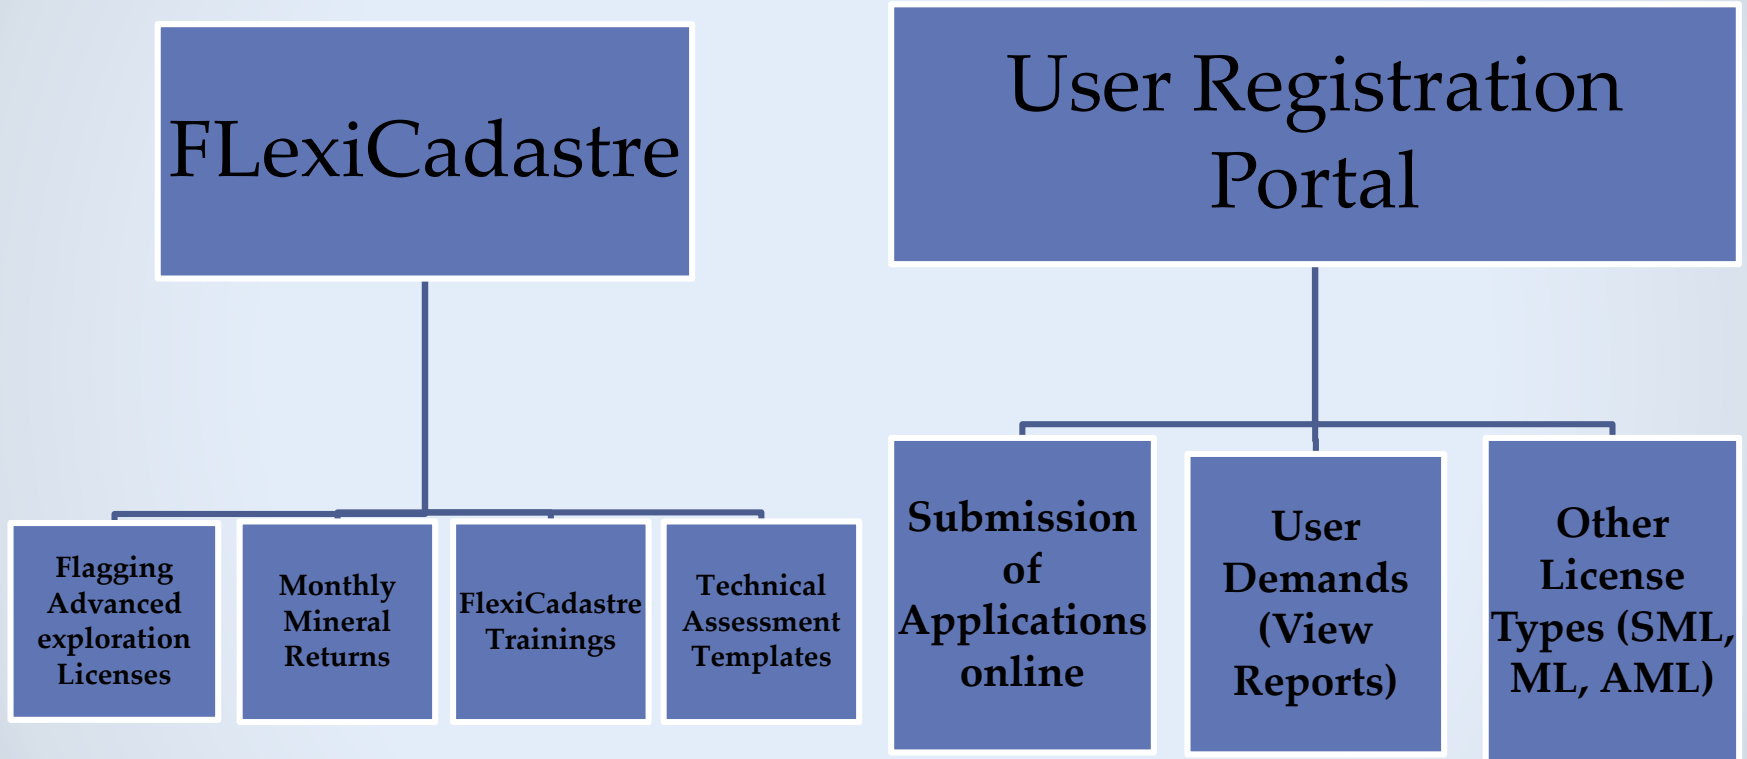 FLexiCadastre
Flagging
Advanced
exploration
Licenses
Monthly
Mineral
Returns
FlexiCadastre
Trainings
Technical
Assessment
Templates
User Registration
Portal
Submission
of
Applications
online
User
Demands
(View
Reports)
Other
License
Types (SML,
ML, AML)